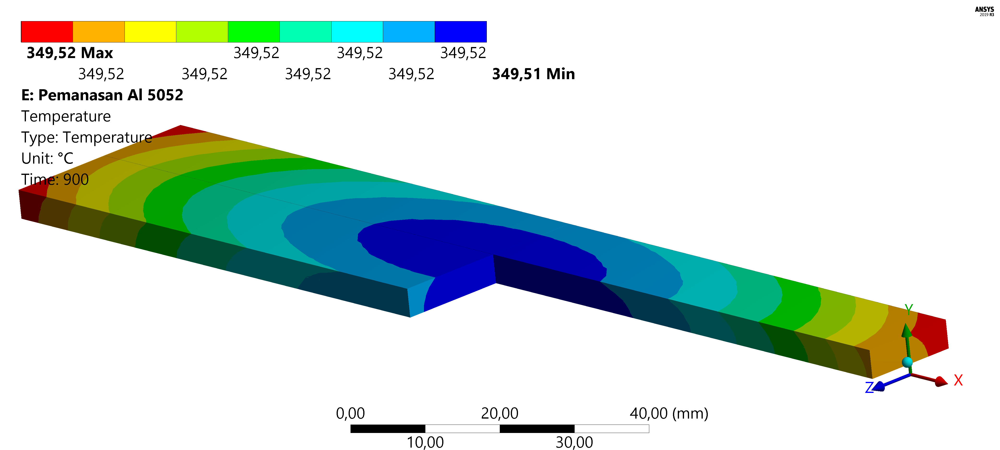 ANSYS
2019 R3
349,52 Max 349,52 349,52 349,52
349,52 349,52 349,52 349,52 349,51 Min
E: Pemanasan Al 5052
Temperature
Type: Temperature
Unit: °C
Time: 900
Y
X
Z
0,00 20,00 40,00 (mm)
10,00 30,00